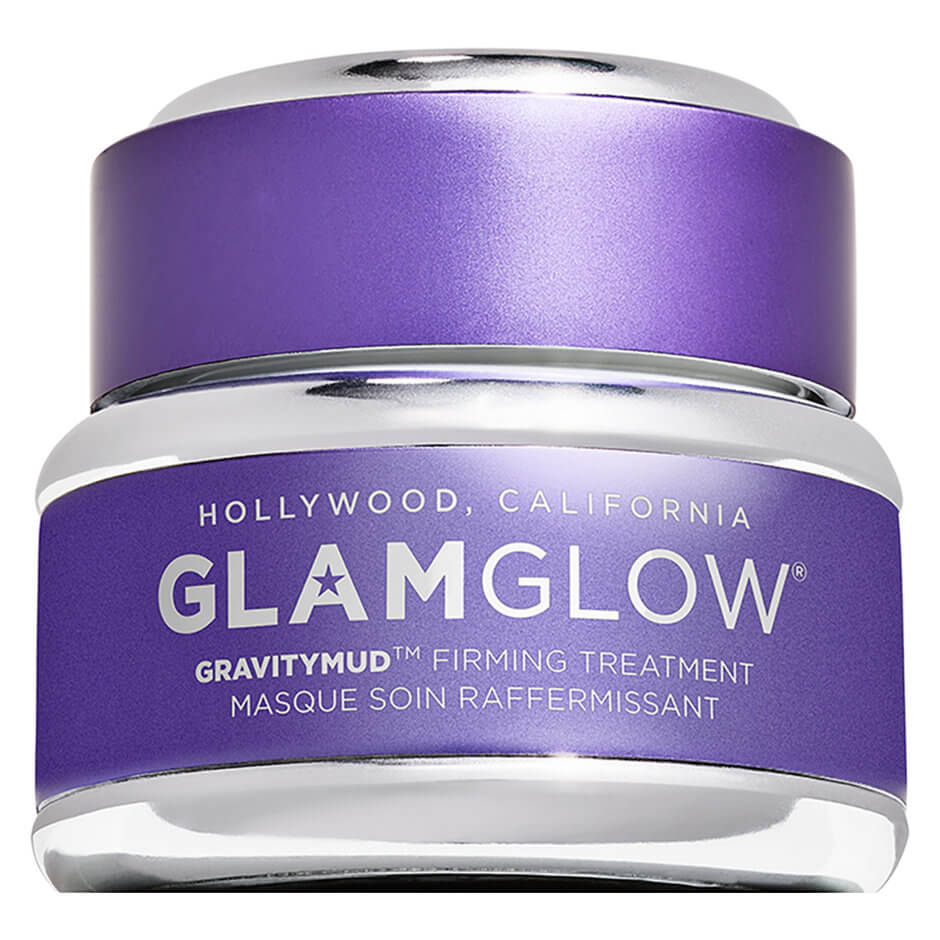 HOLLYWOOD, CALIFORNIA
GLAMGLOW®
GRAVITYMUD™ FIRMING TREATMENT
MASQUE SOIN RAFFERMISSANT